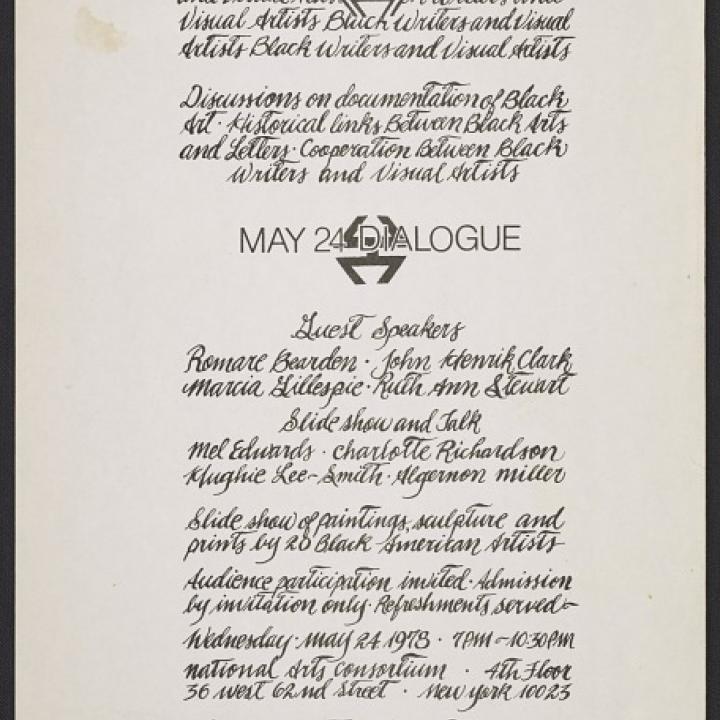 Visual Artists Black Writers and Visual
Artists Black Writers and Visual Artists
Discussions on documentation of Black
Art · Historical links Between Black Arts
and Letters · Cooperation Between Black
Writers and Visual Artists
MAY 24 DIALOGUE
Guest Speakers
Romare Bearden · John Henrik Clark
Marcia Gillespie · Ruth Ann Stewart
Slide show and Talk
Mel Edwards · Charlotte Richardson
Hughie Lee-Smith · Algernon Miller
Slide show of paintings, sculpture and
prints by 20 Black American Artists
Audience participation invited · Admission
by invitation only · Refreshments served ~
Wednesday · May 24 1978 · 7PM ~ 10:30PM
National Arts Consortium · 4th Floor
36 West 62nd Street · New York 10023